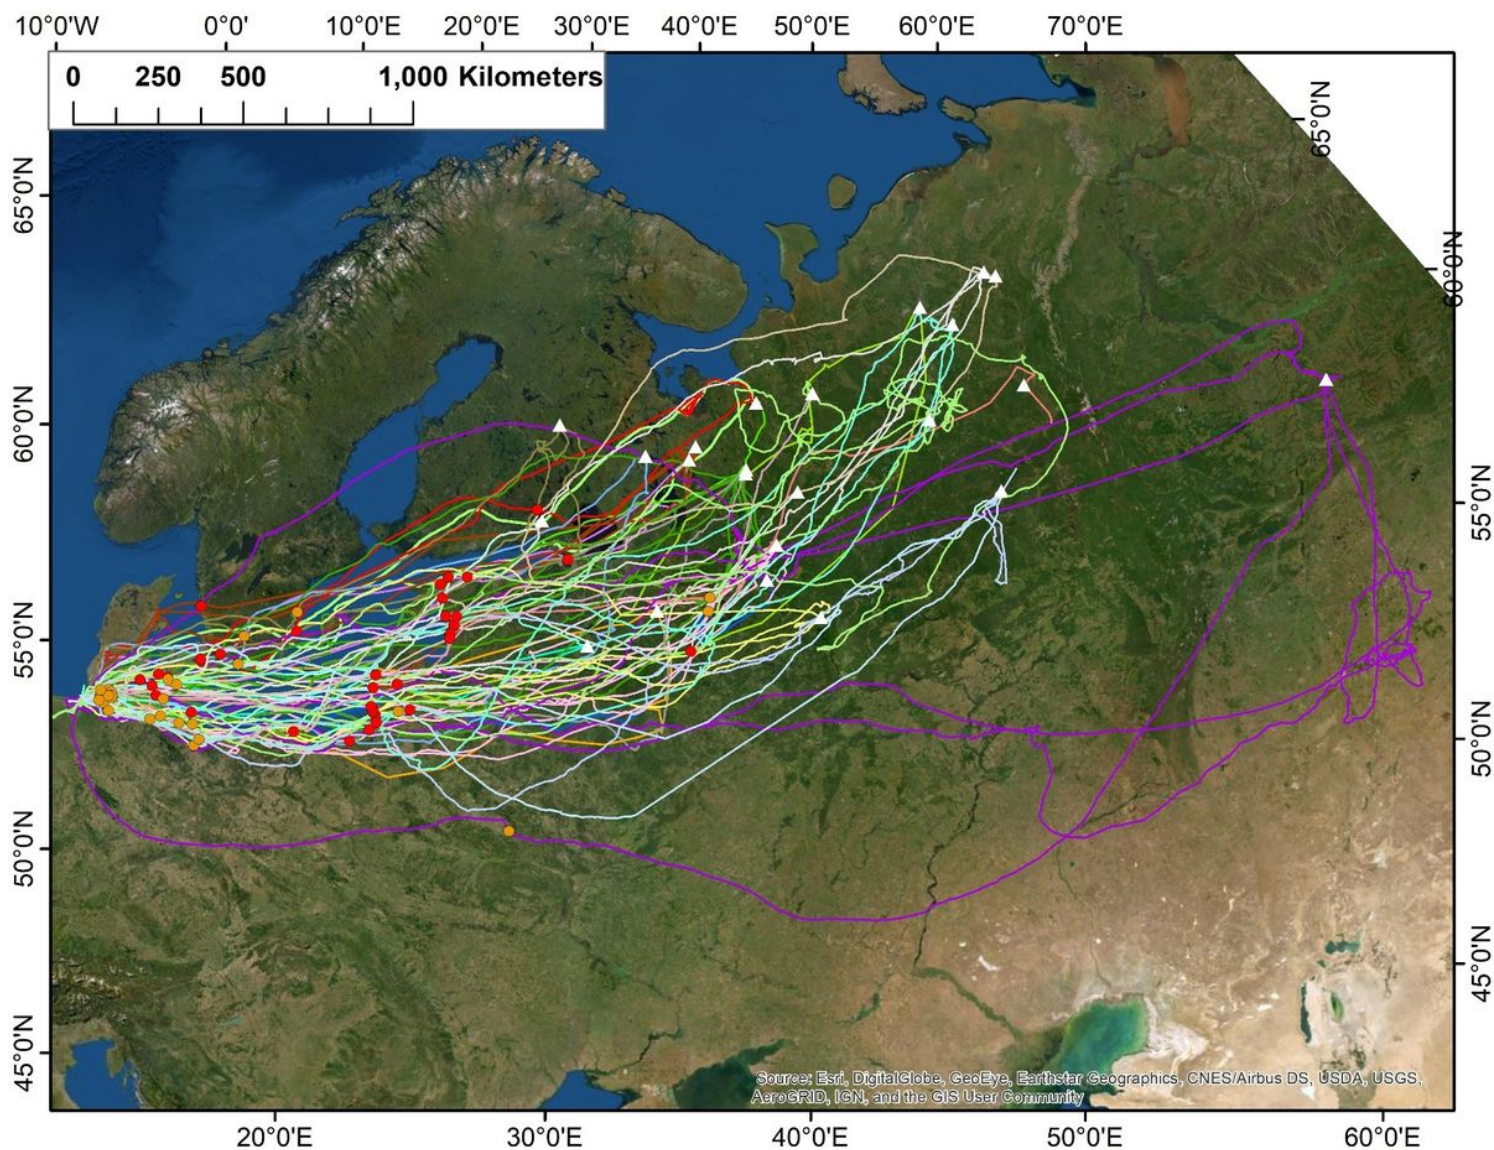 10°0'W 0°0' 10°0'E 20°0'E 30°0'E 40°0'E 50°0'E 60°0'E 70°0'E
0 250 500 1,000 Kilometers
65°0'N
60°0'N
55°0'N
50°0'N
45°0'N
65°0'N
60°0'N
55°0'N
50°0'N
45°0'N
Source: Esri, DigitalGlobe, GeoEye, Earthstar Geographics, CNES/Airbus DS, USDA, USGS,
AeroGRID, IGN, and the GIS User Community
20°0'E 30°0'E 40°0'E 50°0'E 60°0'E